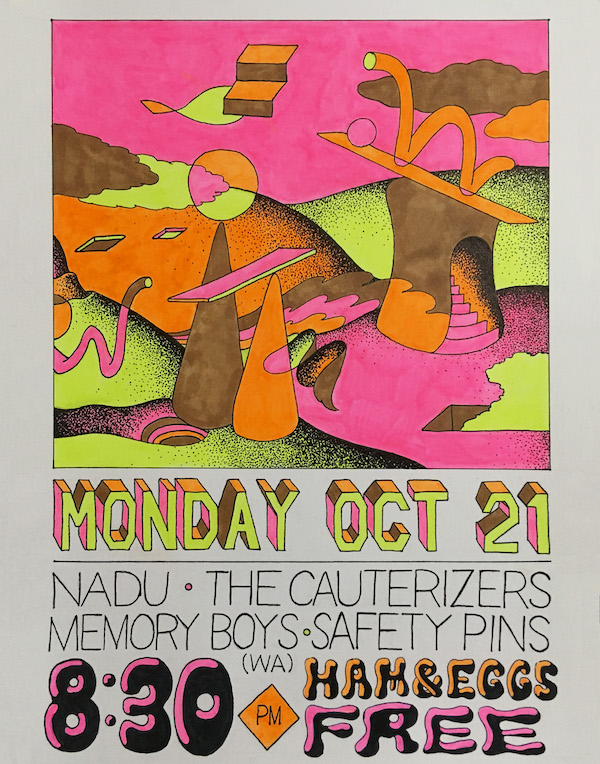 MONDAY OCT 21
NADU • THE CAUTERIZERS
MEMORY BOYS • SAFETY PINS
(WA)
8:30 PM HAM&EGGS
FREE